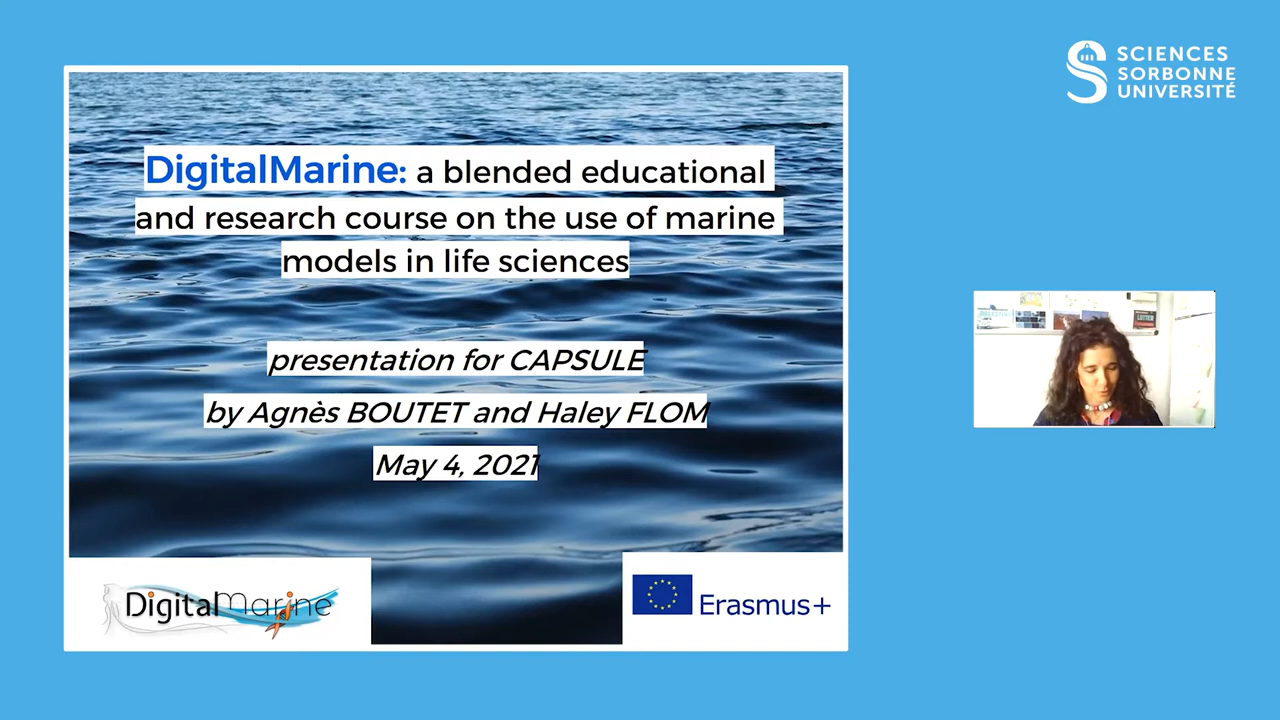 SCIENCES
SORBONNE
UNIVERSITÉ
DigitalMarine: a blended educational
and research course on the use of marine
models in life sciences
presentation for CAPSULE
by Agnès BOUTET and Haley FLOM
May 4, 2021
DigitalMarine
Erasmus+